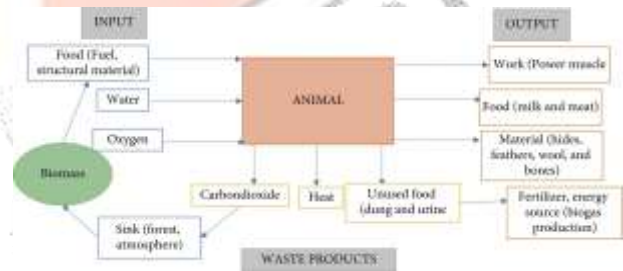 INPUT
OUTPUT
Food (Fuel,
structural material)
Water
Oxygen
Biomass
ANIMAL
Work (Power muscle
Food (milk and meat)
Material (hides,
feathers, wool, and
bones)
Carbondioxide
Heat
Unused food
(dung and urine
Fertilizer, energy
source (biogas
production)
Sink (forest,
atmosphere)
WASTE PRODUCTS